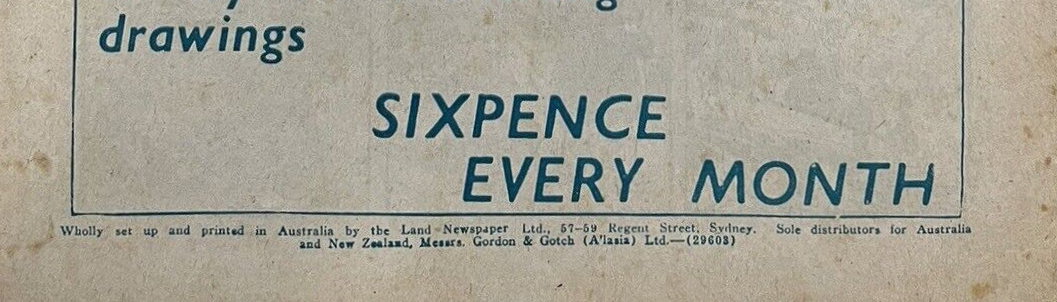 drawings
SIXPENCE
EVERY MONTH
Wholly set up and printed in Australia by the Land Newspaper Ltd., 57-59 Regent Street, Sydney. Sole distributors for Australia
and New Zealand, Messrs. Gordon & Gotch (A'lasia) Ltd.—(29603)